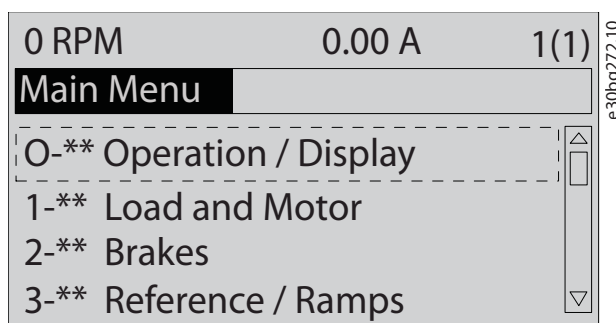 0 RPM 0.00 A 1(1)
Main Menu
O-** Operation / Display
1-** Load and Motor
2-** Brakes
3-** Reference / Ramps
e30bg272.10